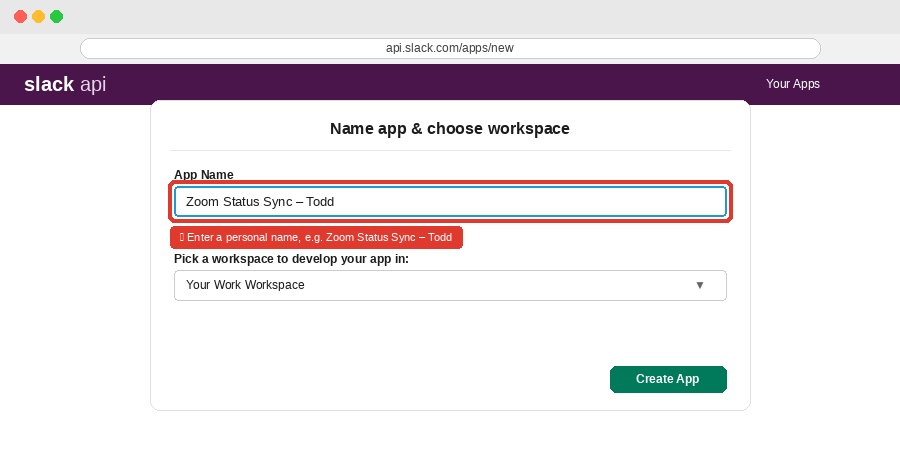 api.slack.com/apps/new
slack api
Your Apps
Name app & choose workspace
App Name
Zoom Status Sync – Todd
Enter a personal name, e.g. Zoom Status Sync – Todd
Pick a workspace to develop your app in:
Your Work Workspace ▼
Create App